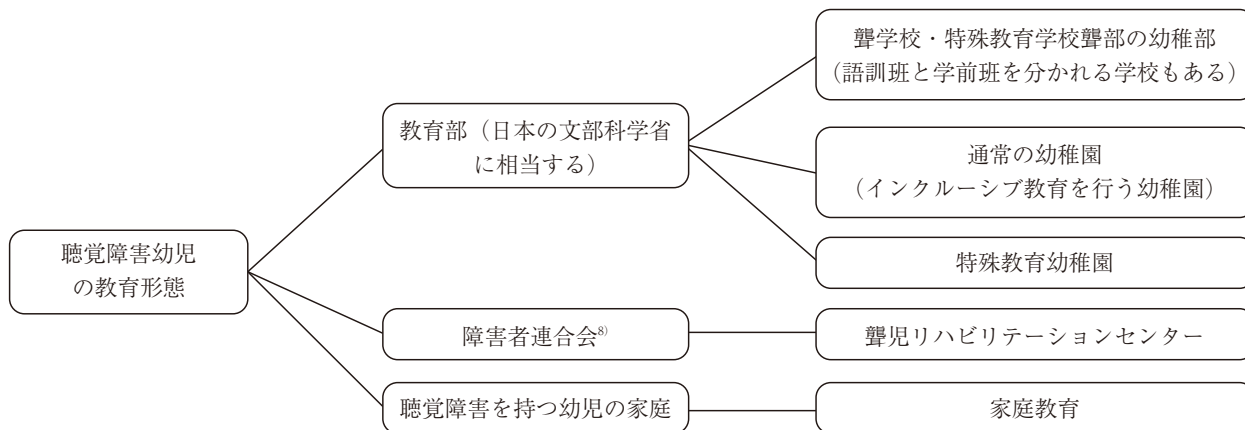 聴覚障害幼児
の教育形態
教育部（日本の文部科学省
に相当する）
聾学校・特殊教育学校聾部の幼稚部
（語訓班と学前班を分かれる学校もある）
通常の幼稚園
（インクルーシブ教育を行う幼稚園）
特殊教育幼稚園
障害者連合会8)
聾児リハビリテーションセンター
聴覚障害を持つ幼児の家庭
家庭教育